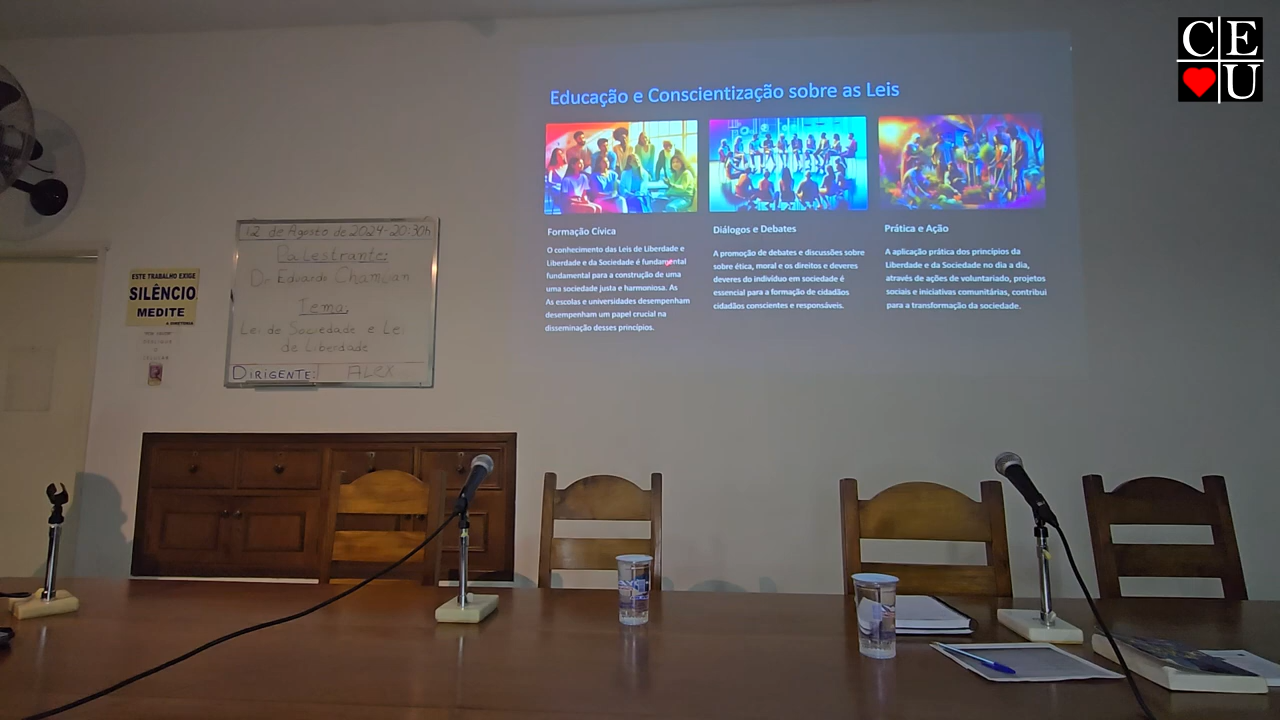 CE
U
Educação e Conscientização sobre as Leis
Formação Cívica
O conhecimento das Leis de Liberdade e
Liberdade e da Sociedade é fundamental
fundamental para a construção de uma
uma sociedade justa e harmoniosa. As
As escolas e universidades desempenham
desempenham um papel crucial na
disseminação desses princípios.
Diálogos e Debates
A promoção de debates e discussões sobre
sobre ética, moral e os direitos e deveres
deveres do indivíduo em sociedade é
essencial para a formação de cidadãos
cidadãos conscientes e responsáveis.
Prática e Ação
A aplicação prática dos princípios da
Liberdade e da Sociedade no dia a dia,
através de ações de voluntariado, projetos
sociais e iniciativas comunitárias, contribui
para a transformação da sociedade.
12 de Agosto de 2024-20:30h
Palestrante:
Dr Eduardo
Tema:
Lei de Sociedade e Lei
de Liberdade
DIRIGENTE: ALEX
ESTE TRABALHO EXIGE
SILÊNCIO
MEDITE
A DIRETORIA